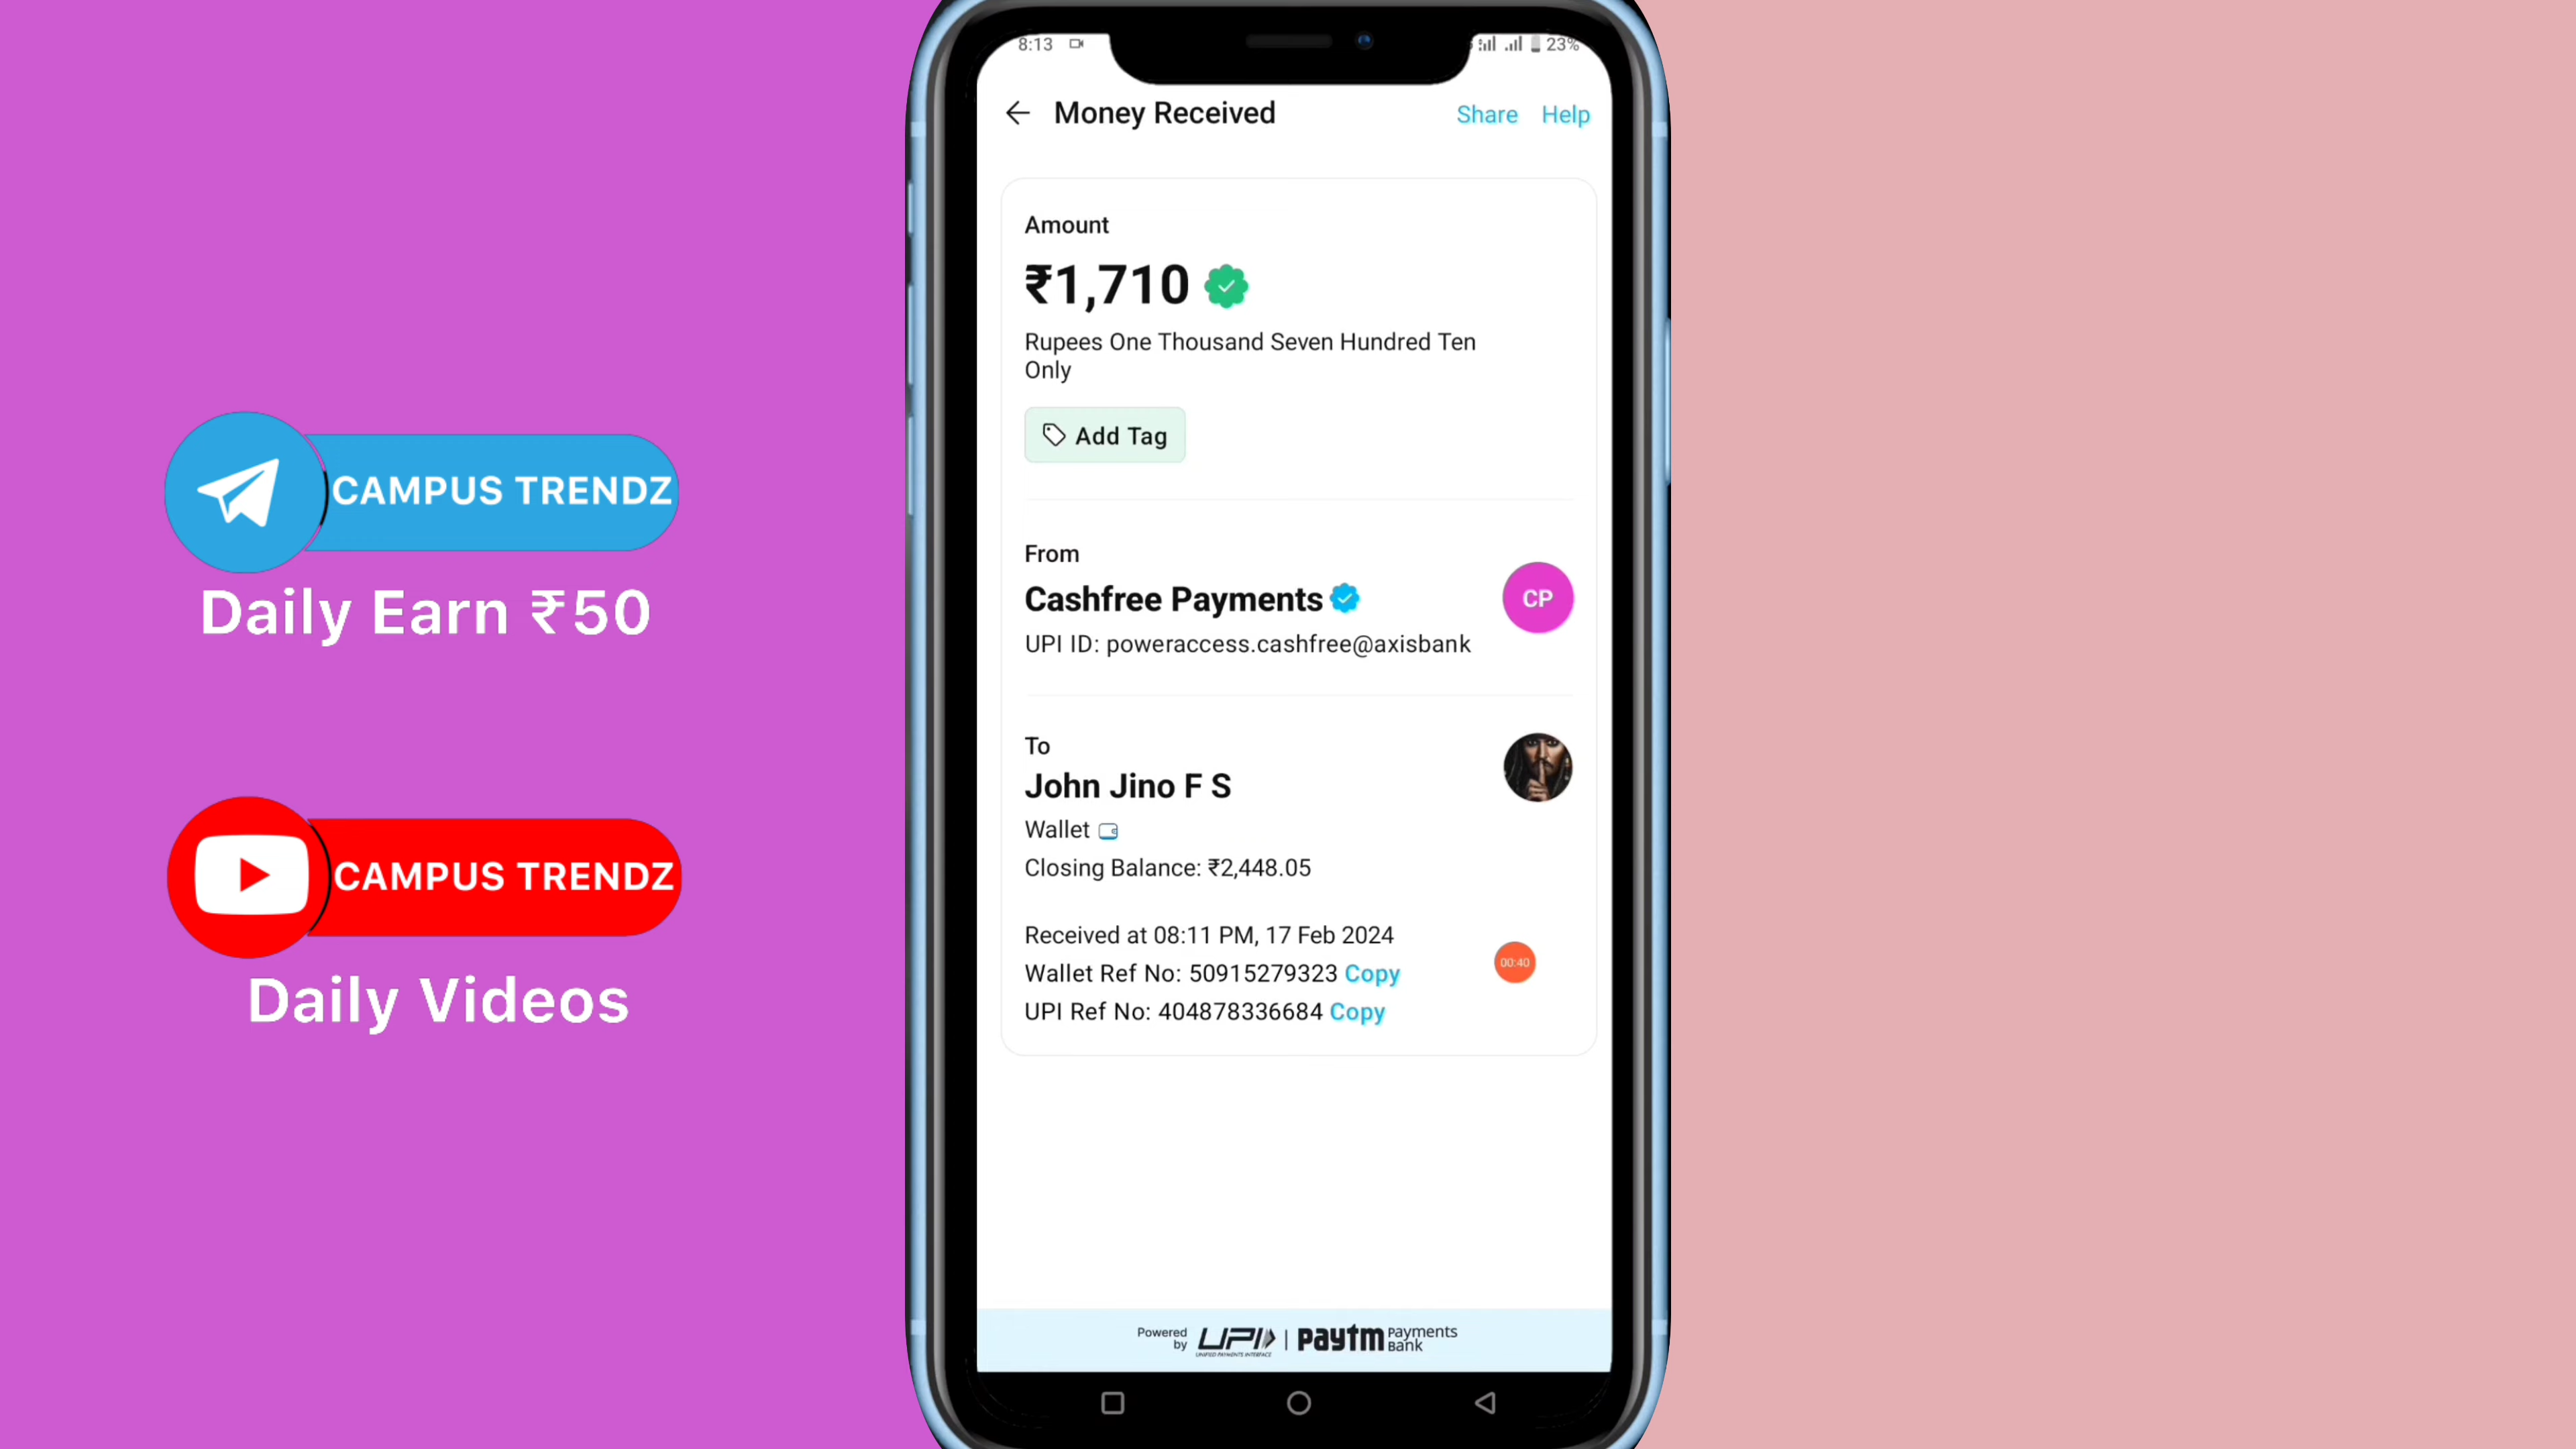 CAMPUS TRENDZ
Daily Earn ₹50
CAMPUS TRENDZ
Daily Videos
8:13
23%
Money Received
Share Help
Amount
₹1,710
Rupees One Thousand Seven Hundred Ten
Only
Add Tag
From
Cashfree Payments
CP
UPI ID: poweraccess.cashfree@axisbank
To
John Jino F S
Wallet
Closing Balance: ₹2,448.05
Received at 08:11 PM, 17 Feb 2024
00:40
Wallet Ref No: 50915279323 Copy
UPI Ref No: 404878336684 Copy
Powered
by
UPI
UNIFIED PAYMENTS INTERFACE
paytm Payments
Bank